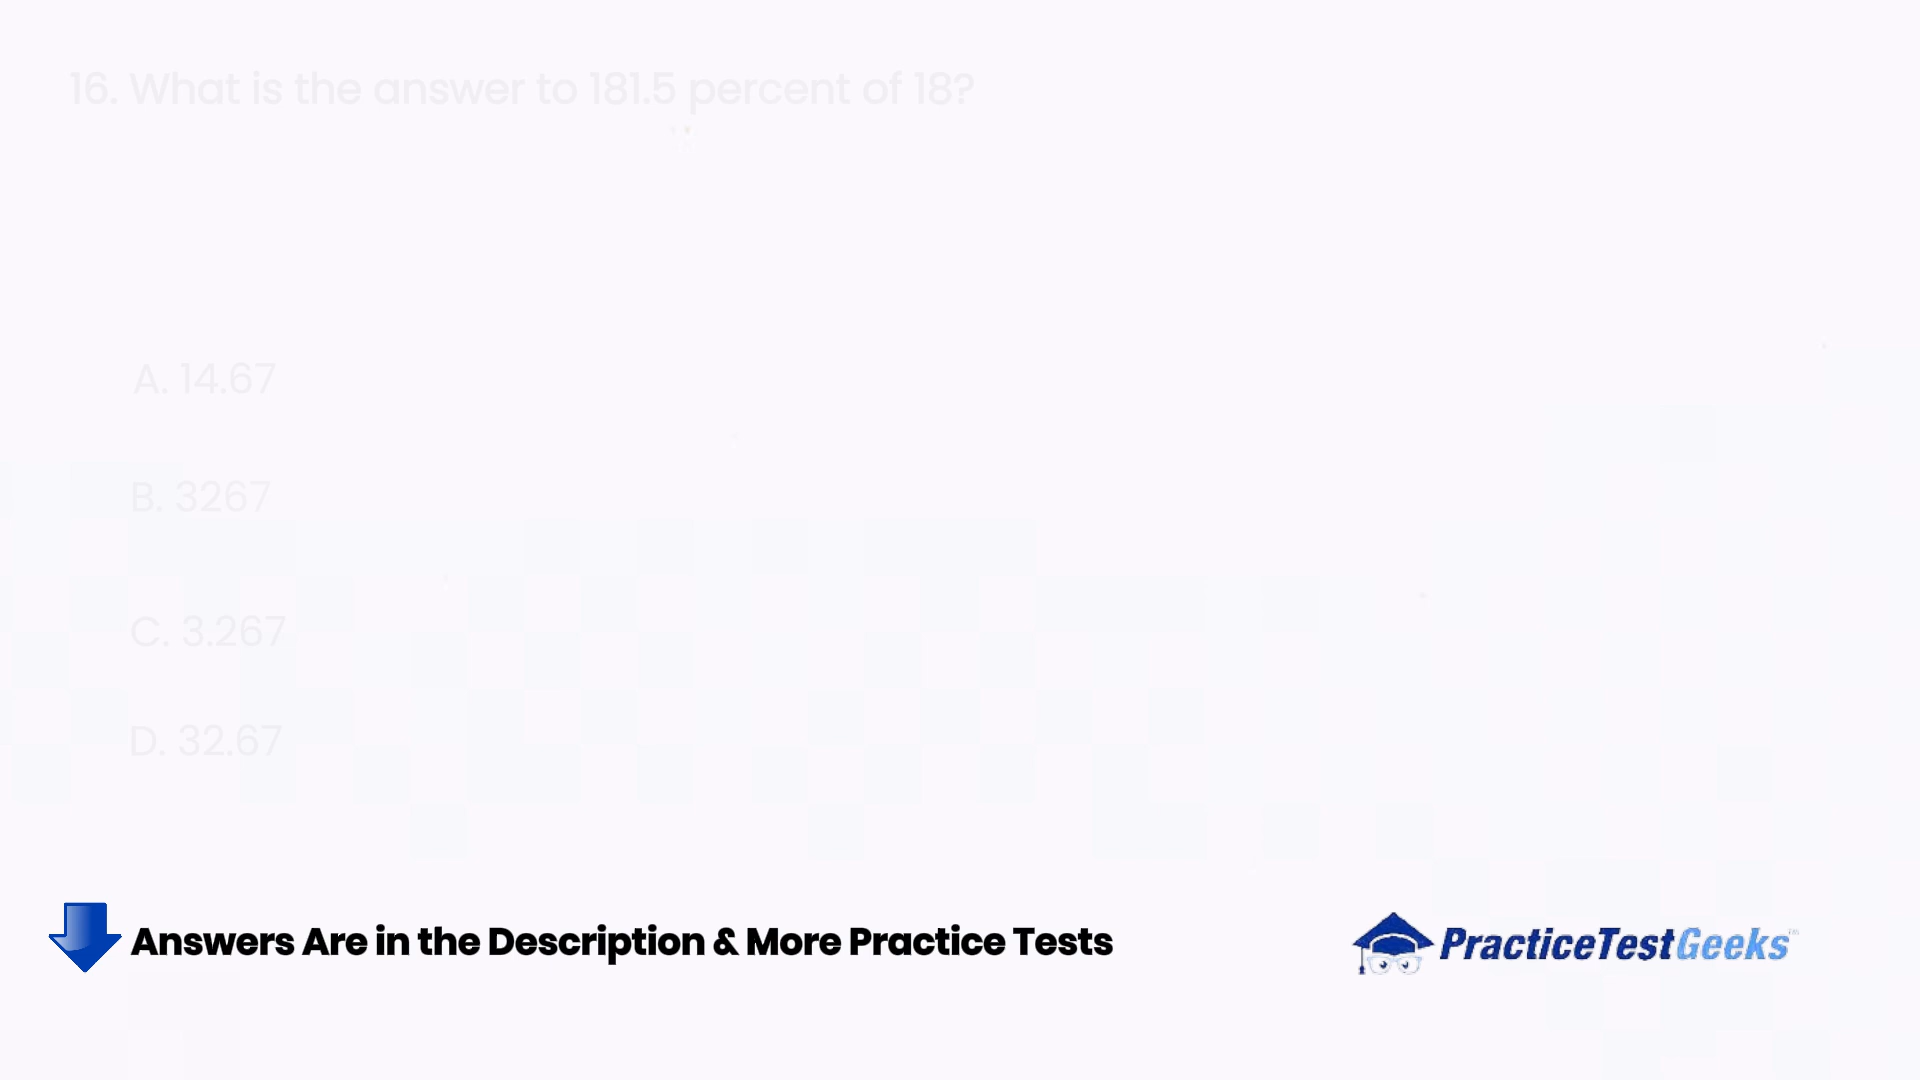 16. What is the answer to 181.5 percent of 18?
A. 14.67
B. 3267
C. 3.267
D. 32.67
Answers Are in the Description & More Practice Tests
PracticeTestGeeks™